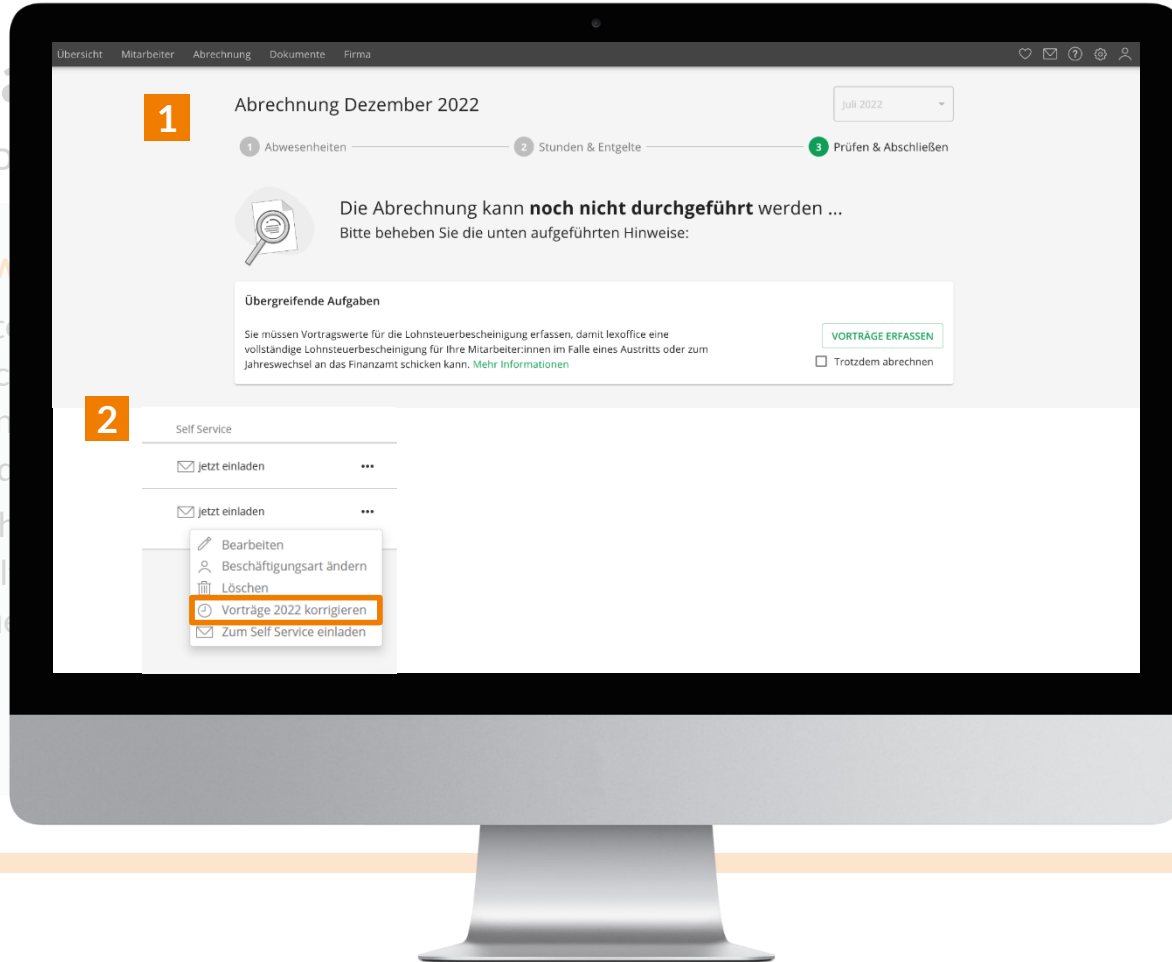 Übersicht Mitarbeiter Abrechnung Dokumente Firma
1
Abrechnung Dezember 2022
Juli 2022
1 Abwesenheiten
2 Stunden & Entgelte
3 Prüfen & Abschließen
Die Abrechnung kann noch nicht durchgeführt werden ...
Bitte beheben Sie die unten aufgeführten Hinweise:
Übergreifende Aufgaben
Sie müssen Vortragswerte für die Lohnsteuerbescheinigung erfassen, damit lexoffice eine
vollständige Lohnsteuerbescheinigung für Ihre Mitarbeiter:innen im Falle eines Austritts oder zum
Jahreswechsel an das Finanzamt schicken kann. Mehr Informationen
VORTRÄGE ERFASSEN
Trotzdem abrechnen
2
Self Service
jetzt einladen
jetzt einladen
Bearbeiten
Beschäftigungsart ändern
Löschen
Vorträge 2022 korrigieren
Zum Self Service einladen